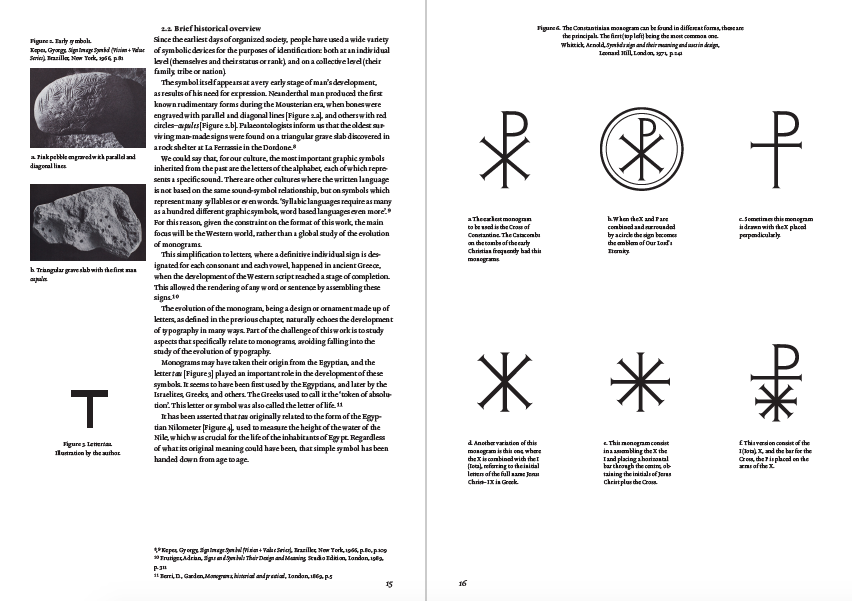 2.2. Brief historical overview
Since the earliest days of organized society, people have used a wide variety
of symbolic devices for the purposes of identification: both at an individual
level (themselves and their status or rank), and on a collective level (their
family, tribe or nation).
The symbol itself appears at a very early stage of man's development,
as results of his need for expression. Neanderthal man produced the first
known rudimentary forms during the Mousterian era, when bones were
engraved with parallel and diagonal lines [Figure 2.a], and others with red
circles–cupules [Figure 2.b]. Palaeontologists inform us that the oldest sur-
viving man-made signs were found on a triangular grave slab discovered in
a rock shelter at La Ferrassie in the Dordone.8
We could say that, for our culture, the most important graphic symbols
inherited from the past are the letters of the alphabet, each of which repre-
sents a specific sound. There are other cultures where the written language
is not based on the same sound-symbol relationship, but on symbols which
represent many syllables or even words. 'Syllabic languages require as many
as a hundred different graphic symbols, word based languages even more'.9
For this reason, given the constraint on the format of this work, the main
focus will be the Western world, rather than a global study of the evolution
of monograms.
This simplification to letters, where a definitive individual sign is des-
ignated for each consonant and each vowel, happened in ancient Greece,
when the development of the Western script reached a stage of completion.
This allowed the rendering of any word or sentence by assembling these
signs.10
The evolution of the monogram, being a design or ornament made up of
letters, as defined in the previous chapter, naturally echoes the development
of typography in many ways. Part of the challenge of this work is to study
aspects that specifically relate to monograms, avoiding falling into the
study of the evolution of typography.
Monograms may have taken their origin from the Egyptian, and the
letter tau [Figure 3] played an important role in the development of these
symbols. It seems to have been first used by the Egyptians, and later by the
Israelites, Greeks, and others. The Greeks used to call it the 'token of absolu-
tion'. This letter or symbol was also called the letter of life.11
It has been asserted that tau originally related to the form of the Egyp-
tian Nilometer [Figure 4], used to measure the height of the water of the
Nile, which was crucial for the life of the inhabitants of Egypt. Regardless
of what its original meaning could have been, that simple symbol has been
handed down from age to age.
Figure 2. Early symbols.
Kepes, Gyorgy, Sign Image Symbol (Vision + Value
Series), Braziller, New York, 1966, p.81
a. Pink pebble engraved with parallel and
diagonal lines.
b. Triangular grave slab with the first man
cupules.
T
Figure 3. Letter tau.
Illustration by the author.
8,9 Kepes, Gyorgy, Sign Image Symbol (Vision + Value Series), Braziller, New York, 1966, p.80, p.109
10 Frutiger, Adrian, Signs and Symbols Their Design and Meaning, Studio Edition, London, 1989,
p.311
11 Berri, D., Garden, Monograms, historical and practical, London, 1869, p.5
15
Figure 6. The Constantinian monogram can be found in different forms, these are
the principals. The first (top left) being the most common one.
Whittick, Arnold, Symbols sign and their meaning and uses in design,
Leonard Hill, London, 1971, p.241
a The earliest monogram
to be used is the Cross of
Constantine. The Catacombs
on the tombs of the early
Christian frequently had this
monograms.
b. When the X and P are
combined and surrounded
by a circle the sign becomes
the emblem of Our Lord's
Eternity.
c. Sometimes this monogram
is drawn with the X placed
perpendicularly.
d. Another variation of this
monogram is this one, where
the X is combined with the I
(Iota), referring to the initial
letters of the full name Jesus
Christ–I X in Greek.
e. This monogram consist
in a assembling the X the
I and placing a horizontal
bar through the centre, ob-
taining the initials of Jesus
Christ plus the Cross.
f. This version consist of the
I (Iota), X, and the bar for the
Cross, the P is placed on the
arms of the X.
16